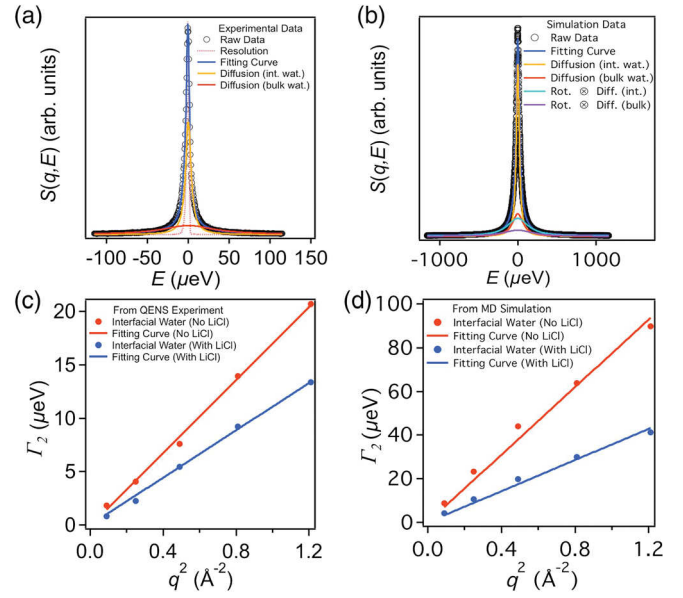 (a)
S(q,E) (arb. units)
Experimental Data
Raw Data
Resolution
Fitting Curve
Diffusion (int. wat.)
Diffusion (bulk wat.)
-100 -50 0 50 100 150
E (μeV)
(b)
S(q,E) (arb. units)
Simulation Data
Raw Data
Fitting Curve
Diffusion (int. wat.)
Diffusion (bulk wat.)
Rot. ⊗ Diff. (int.)
Rot. ⊗ Diff. (bulk)
-1000 0 1000
E (μeV)
(c)
Γ2 (μeV)
20
15
10
5
0
From QENS Experiment
Interfacial Water (No LiCl)
Fitting Curve (No LiCl)
Interfacial Water (With LiCl)
Fitting Curve (With LiCl)
0.0 0.4 0.8 1.2
q² (Å⁻²)
(d)
Γ2 (μeV)
100
80
60
40
20
0
From MD Simulation
Interfacial Water (No LiCl)
Fitting Curve (No LiCl)
Interfacial Water (With LiCl)
Fitting Curve (With LiCl)
0.0 0.4 0.8 1.2
q² (Å⁻²)